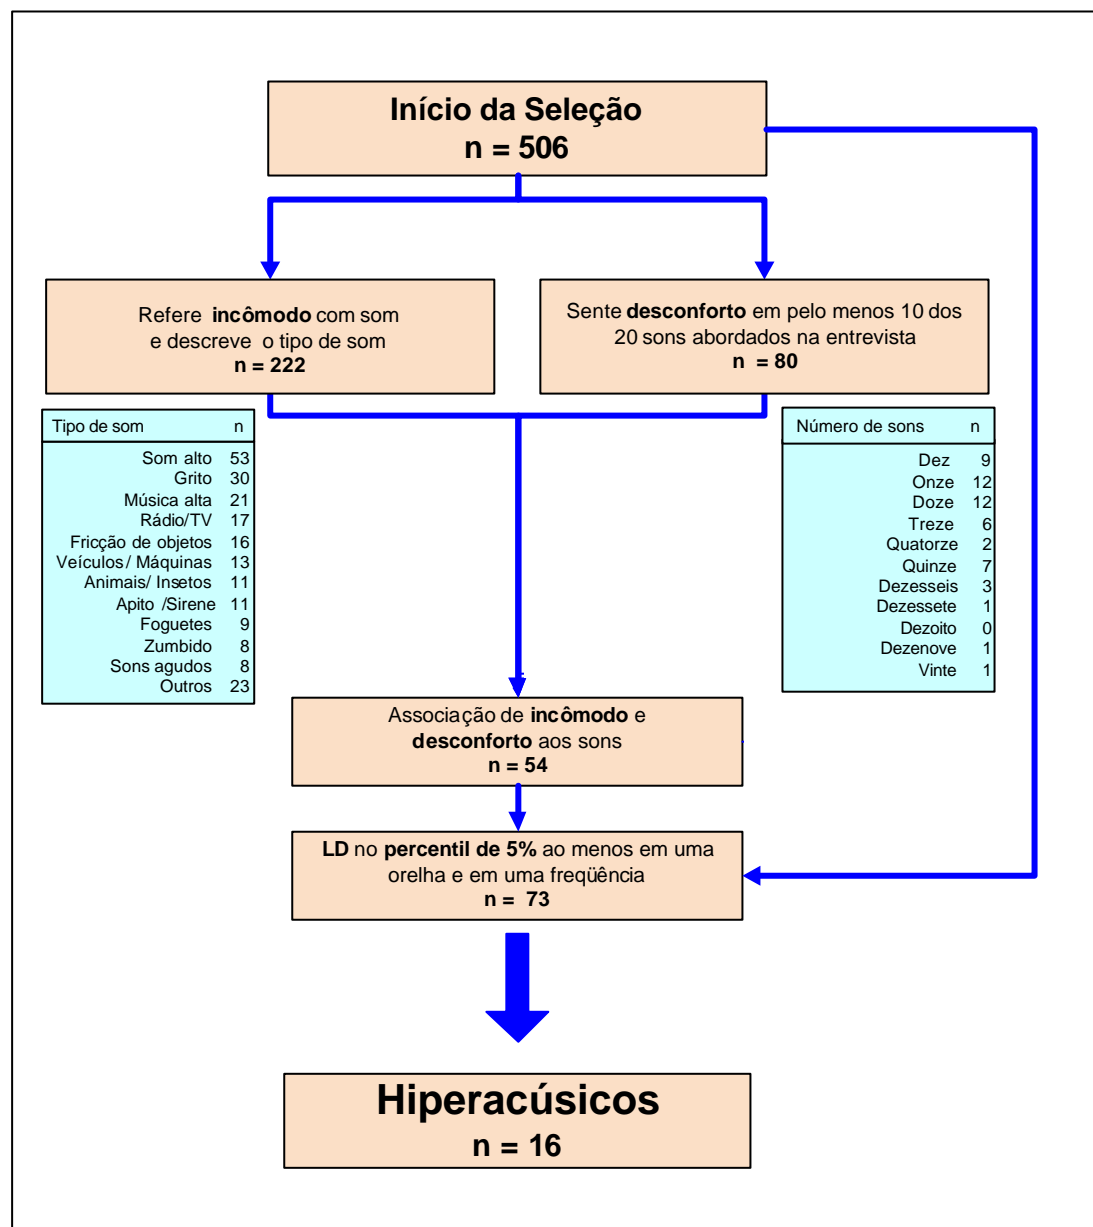 Início da Seleção
n = 506
Refere incômodo com som
e descreve o tipo de som
n = 222
Sente desconforto em pelo menos 10 dos
20 sons abordados na entrevista
n = 80
Tipo de som n
Som alto 53
Grito 30
Música alta 21
Rádio/TV 17
Fricção de objetos 16
Veículos/ Máquinas 13
Animais/ Insetos 11
Apito /Sirene 11
Foguetes 9
Zumbido 8
Sons agudos 8
Outros 23
Número de sons n
Dez 9
Onze 12
Doze 12
Treze 6
Quatorze 2
Quinze 7
Dezesseis 3
Dezessete 1
Dezoito 0
Dezenove 1
Vinte 1
Associação de incômodo e
desconforto aos sons
n = 54
LD no percentil de 5% ao menos em uma
orelha e em uma freqüência
n = 73
Hiperacúsicos
n = 16